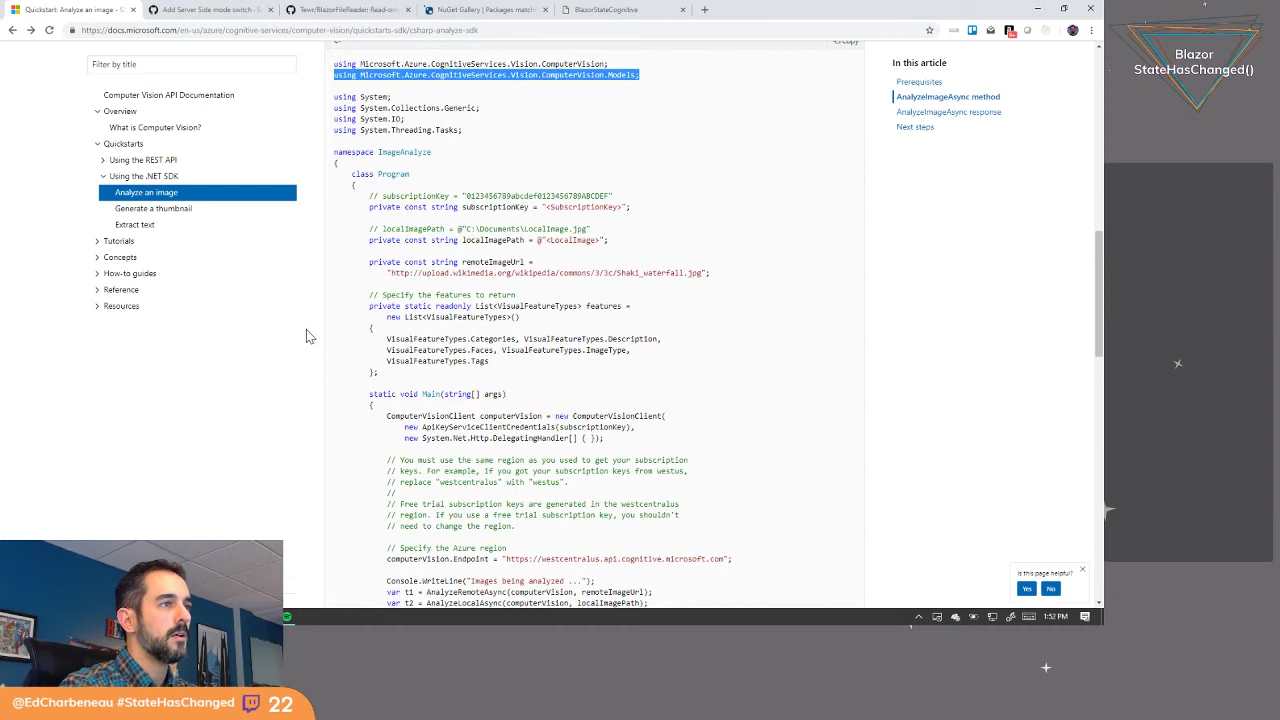 Quickstart: Analyze an image - S
Add Server Side mode switch · Su
Tewr/BlazorFileReader: Read-only
NuGet Gallery | Packages match
BlazorStateCognitive
https://docs.microsoft.com/en-us/azure/cognitive-services/computer-vision/quickstarts-sdk/csharp-analyze-sdk
Filter by title
Computer Vision API Documentation
Overview
What is Computer Vision?
Quickstarts
Using the REST API
Using the .NET SDK
Analyze an image
Generate a thumbnail
Extract text
Tutorials
Concepts
How-to guides
Reference
Resources
Copy
using Microsoft.Azure.CognitiveServices.Vision.ComputerVision;
using Microsoft.Azure.CognitiveServices.Vision.ComputerVision.Models;
using System;
using System.Collections.Generic;
using System.IO;
using System.Threading.Tasks;
namespace ImageAnalyze
{
class Program
{
// subscriptionKey = "0123456789abcdef0123456789ABCDEF"
private const string subscriptionKey = "<SubscriptionKey>";
// localImagePath = @"C:\Documents\LocalImage.jpg"
private const string localImagePath = @"<LocalImage>";
private const string remoteImageUrl =
"http://upload.wikimedia.org/wikipedia/commons/3/3c/Shaki_waterfall.jpg";
// Specify the features to return
private static readonly List<VisualFeatureTypes> features =
new List<VisualFeatureTypes>()
{
VisualFeatureTypes.Categories, VisualFeatureTypes.Description,
VisualFeatureTypes.Faces, VisualFeatureTypes.ImageType,
VisualFeatureTypes.Tags
};
static void Main(string[] args)
{
ComputerVisionClient computerVision = new ComputerVisionClient(
new ApiKeyServiceClientCredentials(subscriptionKey),
new System.Net.Http.DelegatingHandler[] { });
// You must use the same region as you used to get your subscription
// keys. For example, if you got your subscription keys from westus,
// replace "westcentralus" with "westus".
//
// Free trial subscription keys are generated in the westcentralus
// region. If you use a free trial subscription key, you shouldn't
// need to change the region.
// Specify the Azure region
computerVision.Endpoint = "https://westcentralus.api.cognitive.microsoft.com";
Console.WriteLine("Images being analyzed ...");
var t1 = AnalyzeRemoteAsync(computerVision, remoteImageUrl);
var t2 = AnalyzeLocalAsync(computerVision, localImagePath);
In this article
Prerequisites
AnalyzeImageAsync method
AnalyzeImageAsync response
Next steps
Is this page helpful?
Yes
No
1:52 PM
Blazor
StateHasChanged()
@EdCharbeneau #StateHasChanged 22